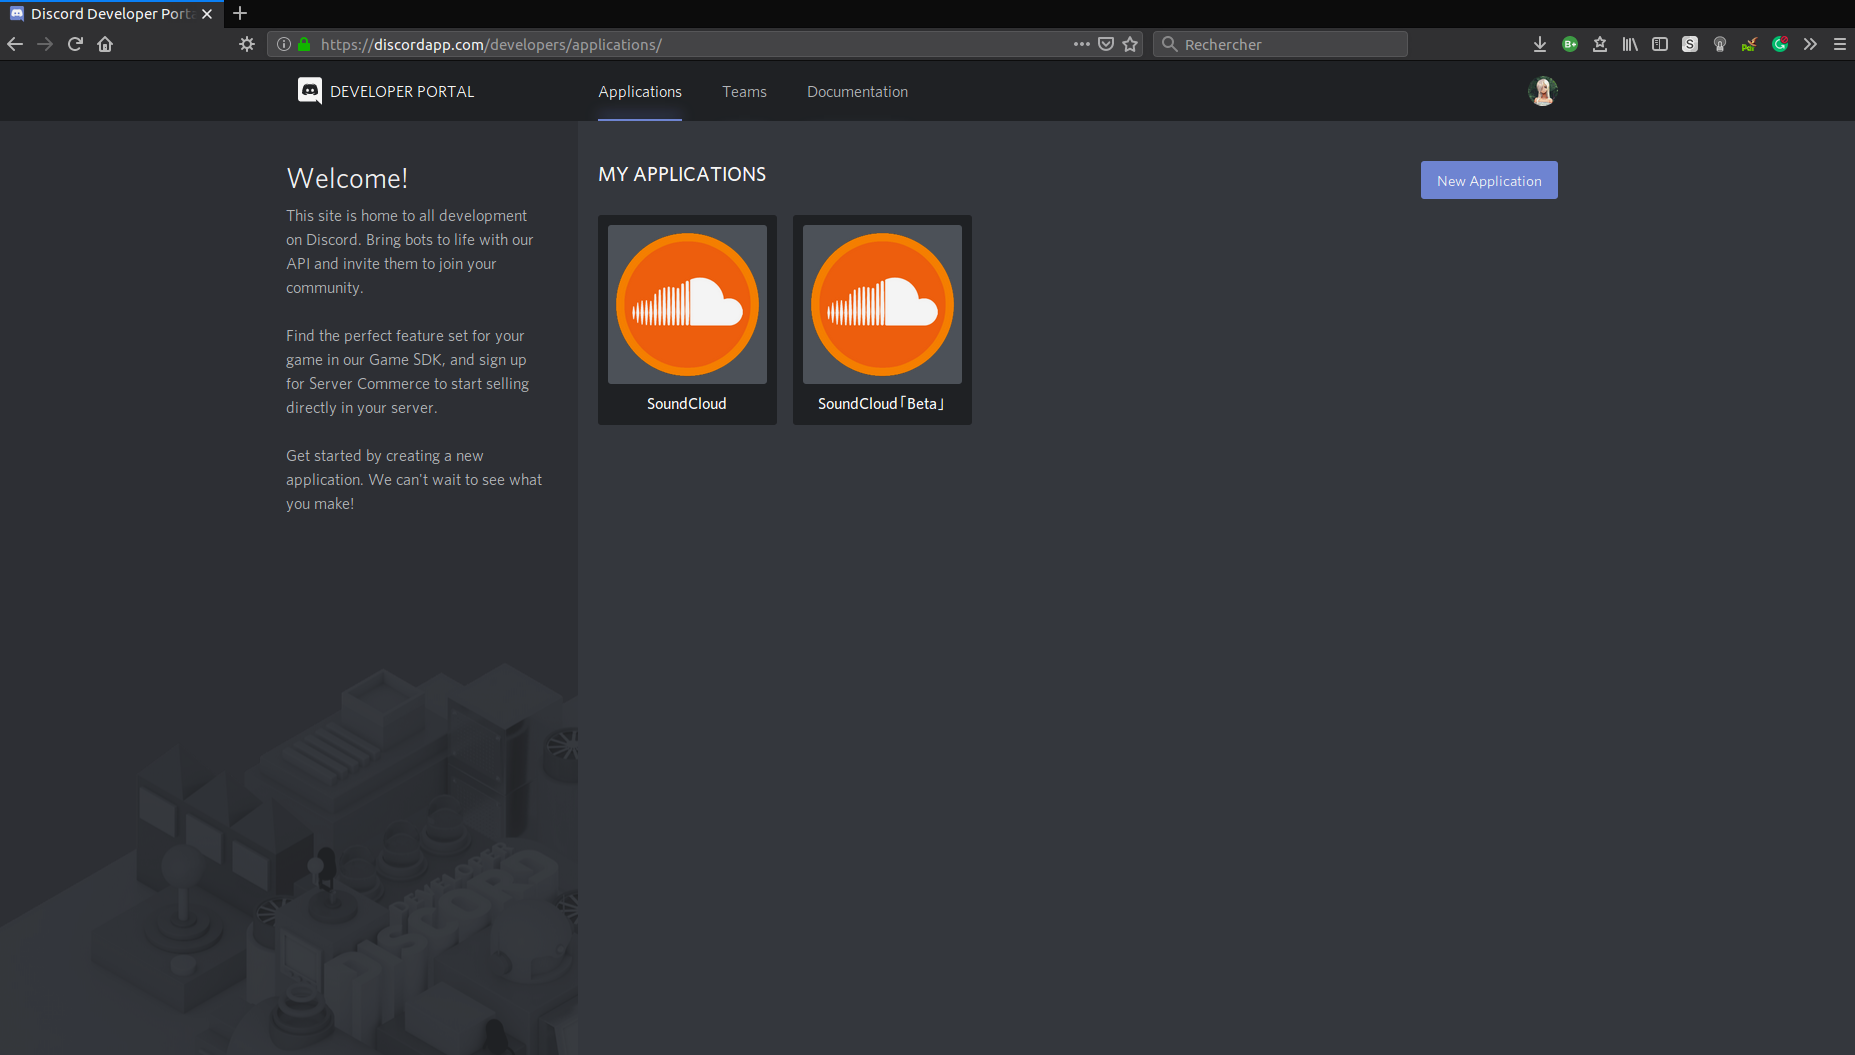 Discord Developer Porta
https://discordapp.com/developers/applications/
Rechercher
DEVELOPER PORTAL
Applications
Teams
Documentation
Welcome!
This site is home to all development
on Discord. Bring bots to life with our
API and invite them to join your
community.
Find the perfect feature set for your
game in our Game SDK, and sign up
for Server Commerce to start selling
directly in your server.
Get started by creating a new
application. We can't wait to see what
you make!
MY APPLICATIONS
New Application
SoundCloud
SoundCloud「Beta」